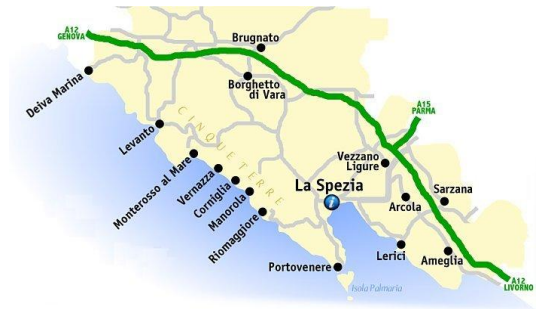 A12
GENOVA
Brugnato
Borghetto
di Vara
Deiva Marina
A15
PARMA
Levanto
CINQUE TERRE
Monterosso al Mare
Vernazza
Corniglia
Manorola
Riomaggiore
Vezzano
Ligure
La Spezia
i
Sarzana
Arcola
Lerici
Ameglia
Portovenere
Isola Palmaria
A12
LIVORNO